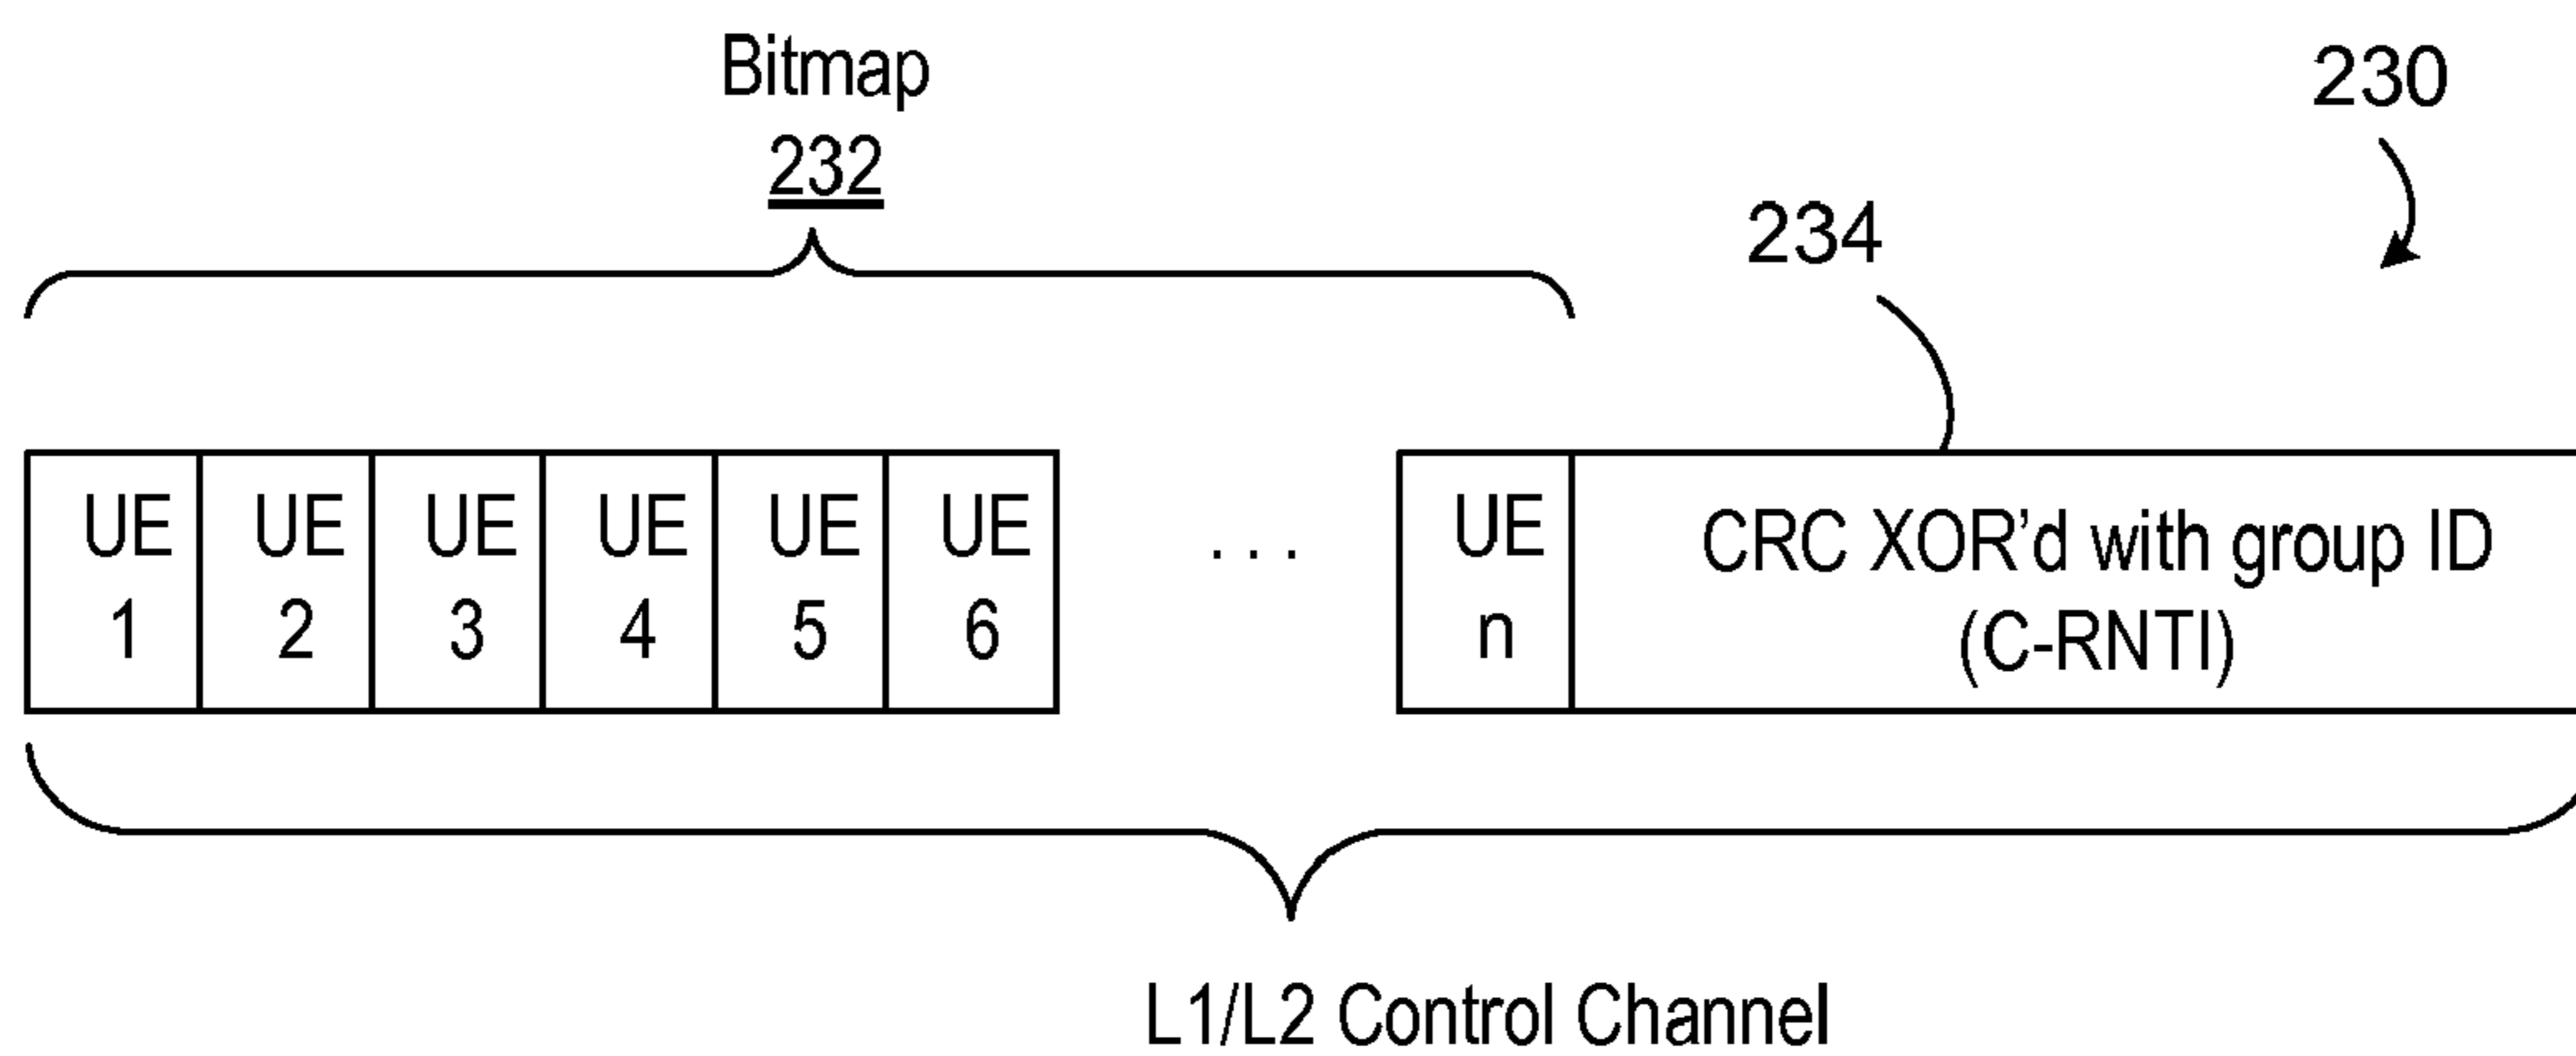 Bitmap
232
230
234
UE 1
UE 2
UE 3
UE 4
UE 5
UE 6
. . .
UE n
CRC XOR'd with group ID
(C-RNTI)
L1/L2 Control Channel